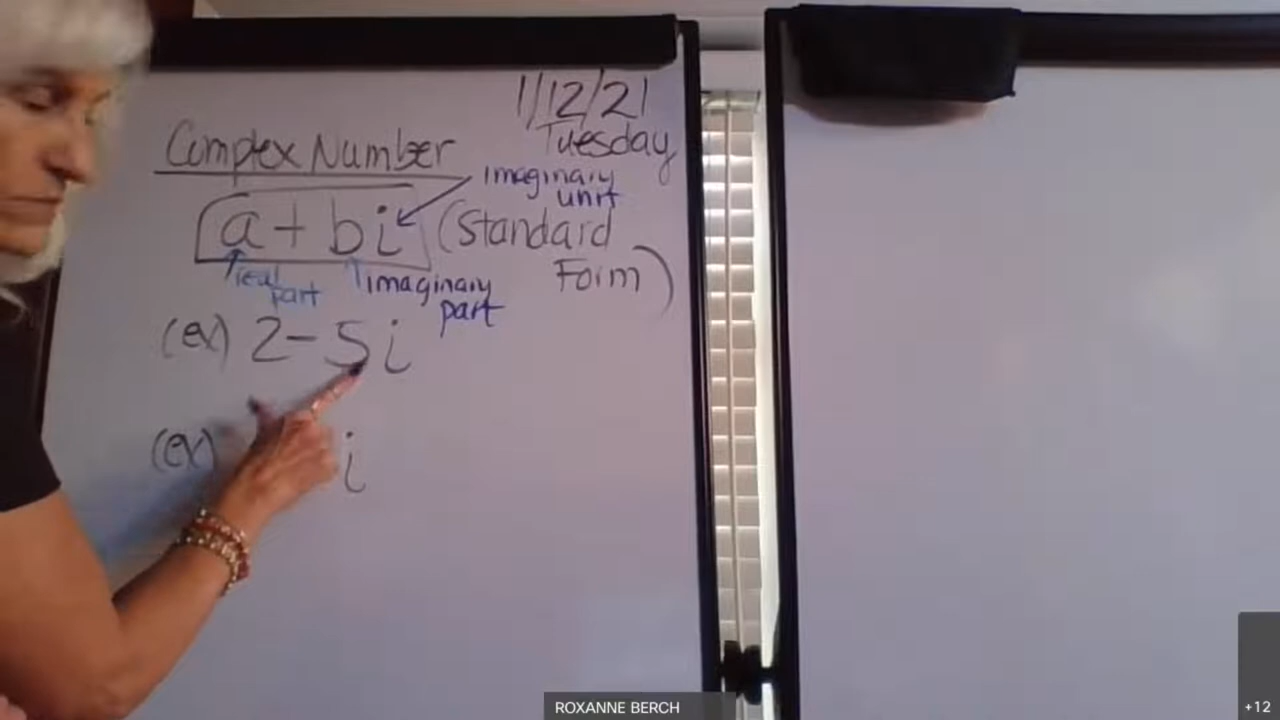 1/12/21
Tuesday
Complex Number
imaginary
unit
a + bi (Standard
Form)
real
part
imaginary
part
(ex) 2 - 5i
(ex) i
ROXANNE BERCH
+12